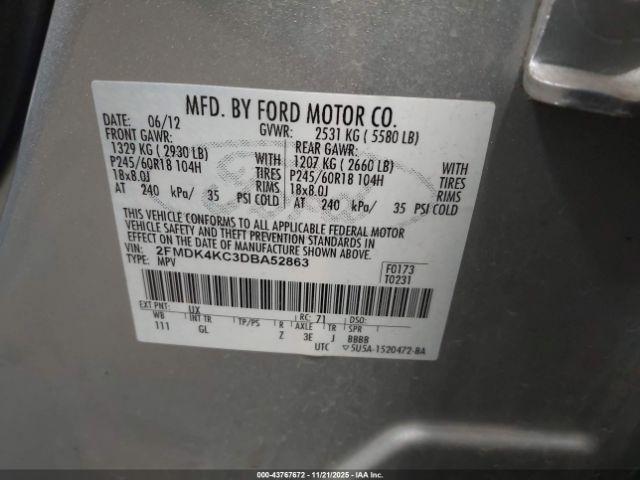 MFD. BY FORD MOTOR CO.
DATE: 06/12 GVWR: 2531 KG ( 5580 LB)
FRONT GAWR: REAR GAWR:
1329 KG ( 2930 LB) WITH 1207 KG ( 2660 LB) WITH
P245/60R18 104H TIRES P245/60R18 104H TIRES
18x8.0J RIMS 18x8.0J RIMS
AT 240 kPa/ 35 PSI COLD AT 240 kPa/ 35 PSI COLD
THIS VEHICLE CONFORMS TO ALL APPLICABLE FEDERAL MOTOR
VEHICLE SAFETY AND THEFT PREVENTION STANDARDS IN
EFFECT ON THE DATE OF MANUFACTURE SHOWN ABOVE.
VIN: 2FMDK4KC3DBA52863
TYPE: MPV
F0173
T0231
EXT PNT: UX RC: 71 DSO:
WB INT TR TP/PS R AXLE TR SPR
111 GL Z 3E J BBBB
UTC ▽5U5A-1520472-BA
Ford
000-43767672 - 11/21/2025 - IAA Inc.